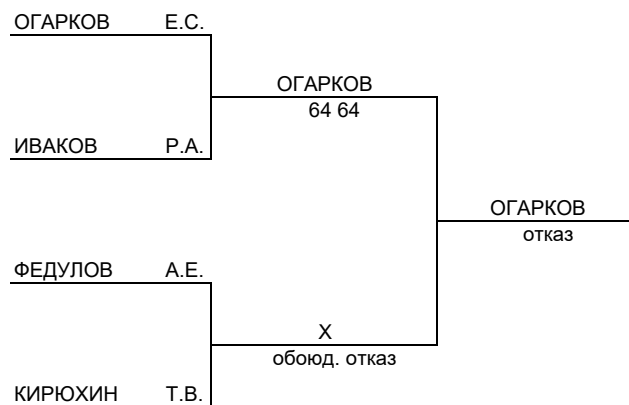 ОГАРКОВ Е.С.
ОГАРКОВ
64 64
ИВАКОВ Р.А.
ОГАРКОВ
отказ
ФЕДУЛОВ А.Е.
Х
обоюд. отказ
КИРЮХИН Т.В.